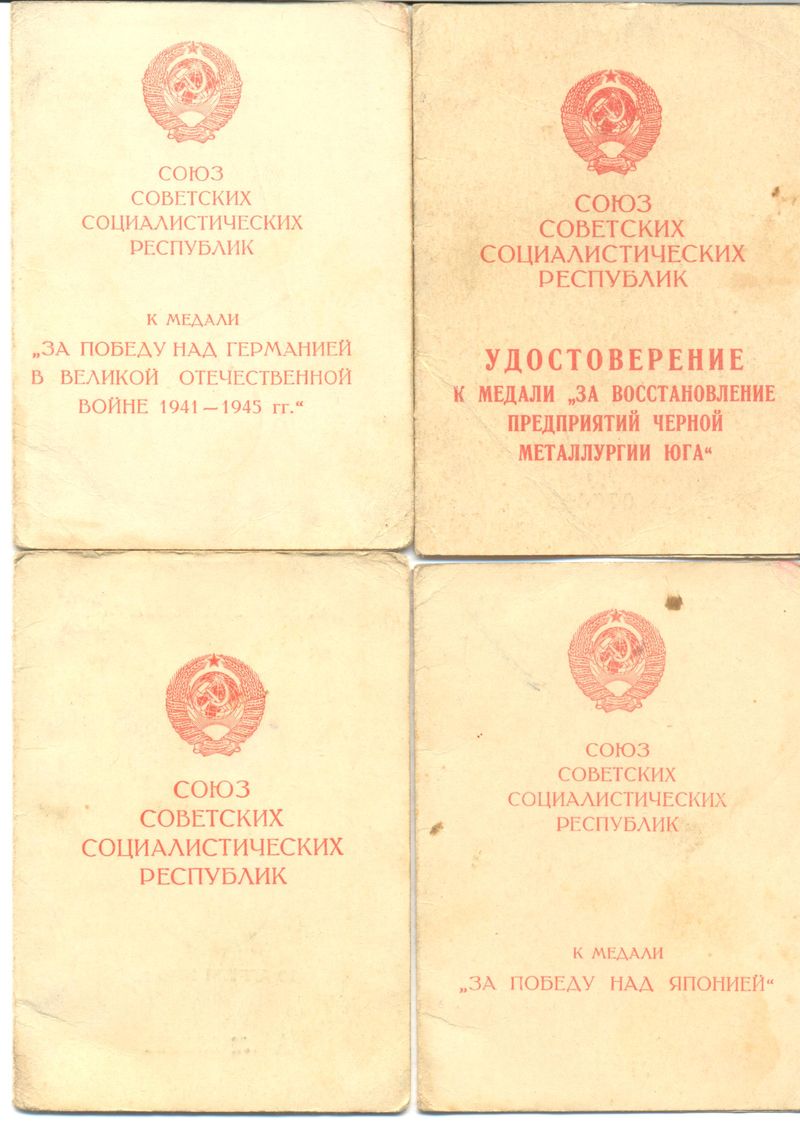 СОЮЗ
СОВЕТСКИХ
СОЦИАЛИСТИЧЕСКИХ
РЕСПУБЛИК
К МЕДАЛИ
„ЗА ПОБЕДУ НАД ГЕРМАНИЕЙ
В ВЕЛИКОЙ ОТЕЧЕСТВЕННОЙ
ВОЙНЕ 1941—1945 гг.“
СОЮЗ
СОВЕТСКИХ
СОЦИАЛИСТИЧЕСКИХ
РЕСПУБЛИК
УДОСТОВЕРЕНИЕ
К МЕДАЛИ „ЗА ВОССТАНОВЛЕНИЕ
ПРЕДПРИЯТИЙ ЧЕРНОЙ
МЕТАЛЛУРГИИ ЮГА“
СОЮЗ
СОВЕТСКИХ
СОЦИАЛИСТИЧЕСКИХ
РЕСПУБЛИК
СОЮЗ
СОВЕТСКИХ
СОЦИАЛИСТИЧЕСКИХ
РЕСПУБЛИК
К МЕДАЛИ
„ЗА ПОБЕДУ НАД ЯПОНИЕЙ“